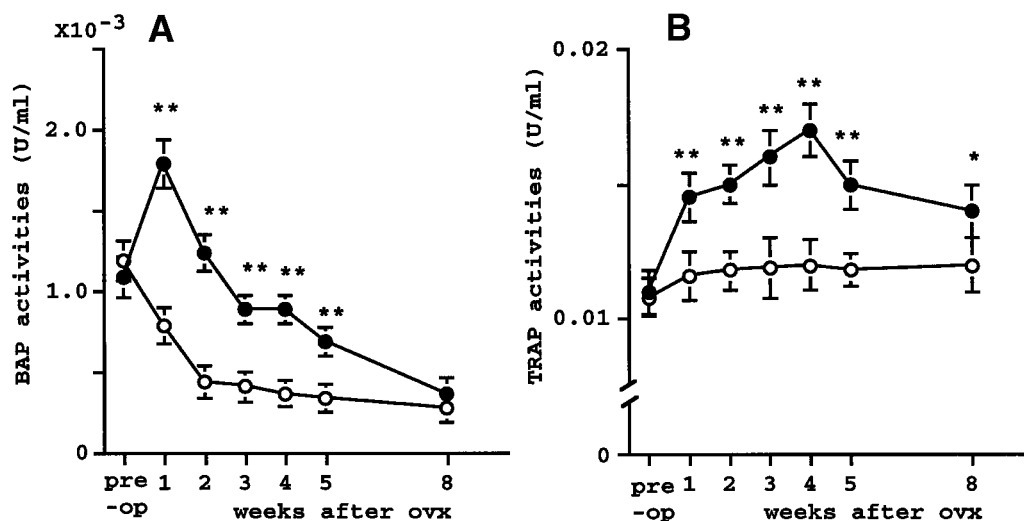 X10-3 A
BAP activities (U/ml)
2.0
1.0
0
** ** ** ** **
pre-op 1 2 3 4 5 8
weeks after ovx
B
TRAP activities (U/ml)
0.02
0.01
0
** ** ** ** ** *
pre-op 1 2 3 4 5 8
weeks after ovx